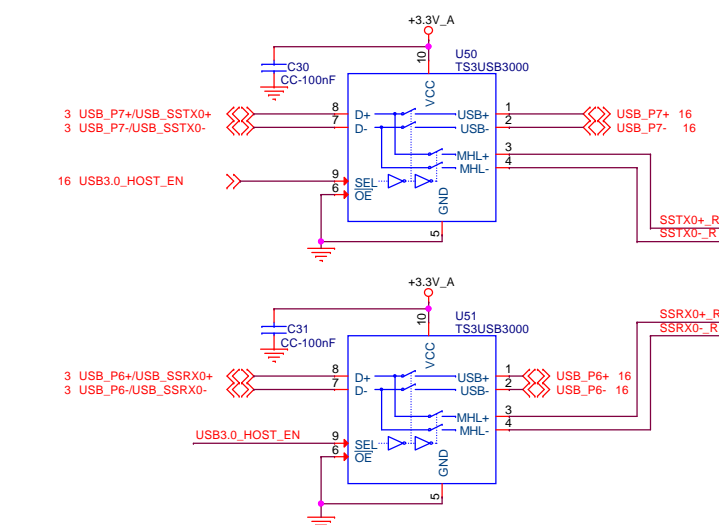 +3.3V_A
C30
CC-100nF
10
U50
TS3USB3000
VCC
3 USB_P7+/USB_SSTX0+ 8 D+ USB+ 1 USB_P7+ 16
3 USB_P7-/USB_SSTX0- 7 D- USB- 2 USB_P7- 16
MHL+ 3
MHL- 4
16 USB3.0_HOST_EN 9 SEL
6 OE
GND
5
SSTX0+_R
SSTX0-_R
+3.3V_A
C31
CC-100nF
10
U51
TS3USB3000
SSRX0+_R
SSRX0-_R
VCC
3 USB_P6+/USB_SSRX0+ 8 D+ USB+ 1 USB_P6+ 16
3 USB_P6-/USB_SSRX0- 7 D- USB- 2 USB_P6- 16
MHL+ 3
MHL- 4
USB3.0_HOST_EN 9 SEL
6 OE
GND
5